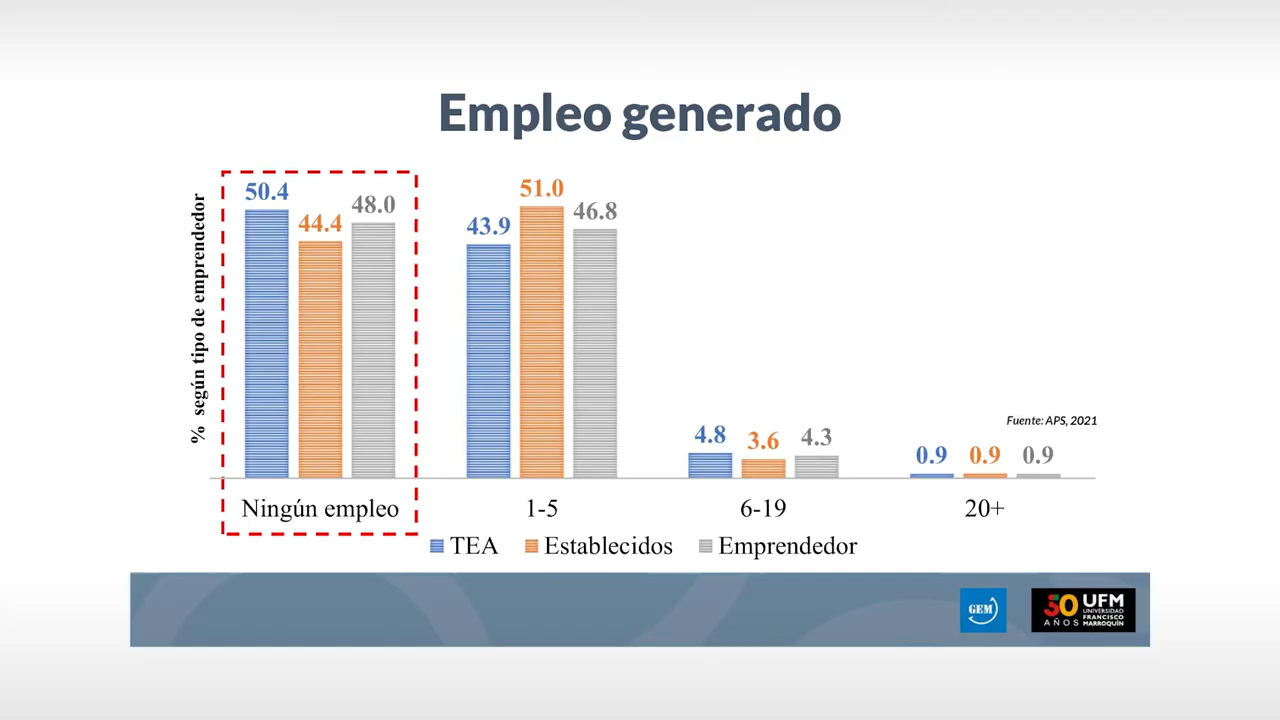 Empleo generado
% según tipo de emprendedor
50.4
44.4
48.0
43.9
51.0
46.8
4.8
3.6
4.3
0.9
0.9
0.9
Fuente: APS, 2021
Ningún empleo
1-5
6-19
20+
TEA
Establecidos
Emprendedor
GEM
50
AÑOS
UFM
UNIVERSIDAD
FRANCISCO
MARROQUÍN